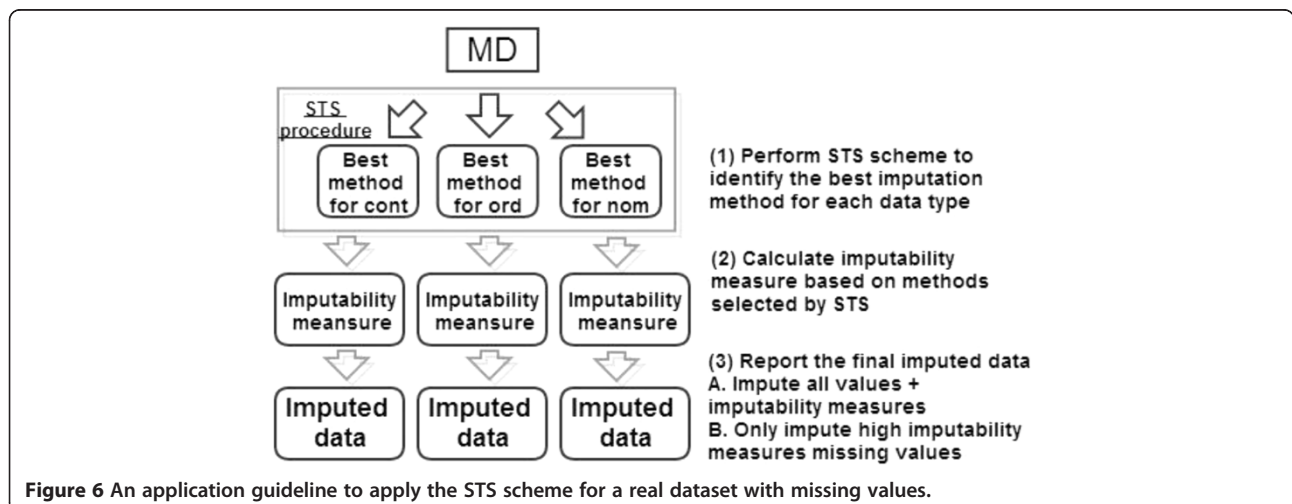 MD
STS
procedure
Best
method
for cont
Best
method
for ord
Best
method
for nom
(1) Perform STS scheme to
identify the best imputation
method for each data type
Imputability
meansure
Imputability
meansure
Imputability
meansure
(2) Calculate imputability
measure based on methods
selected by STS
Imputed
data
Imputed
data
Imputed
data
(3) Report the final imputed data
A. Impute all values +
imputability measures
B. Only impute high imputability
measures missing values
Figure 6 An application guideline to apply the STS scheme for a real dataset with missing values.